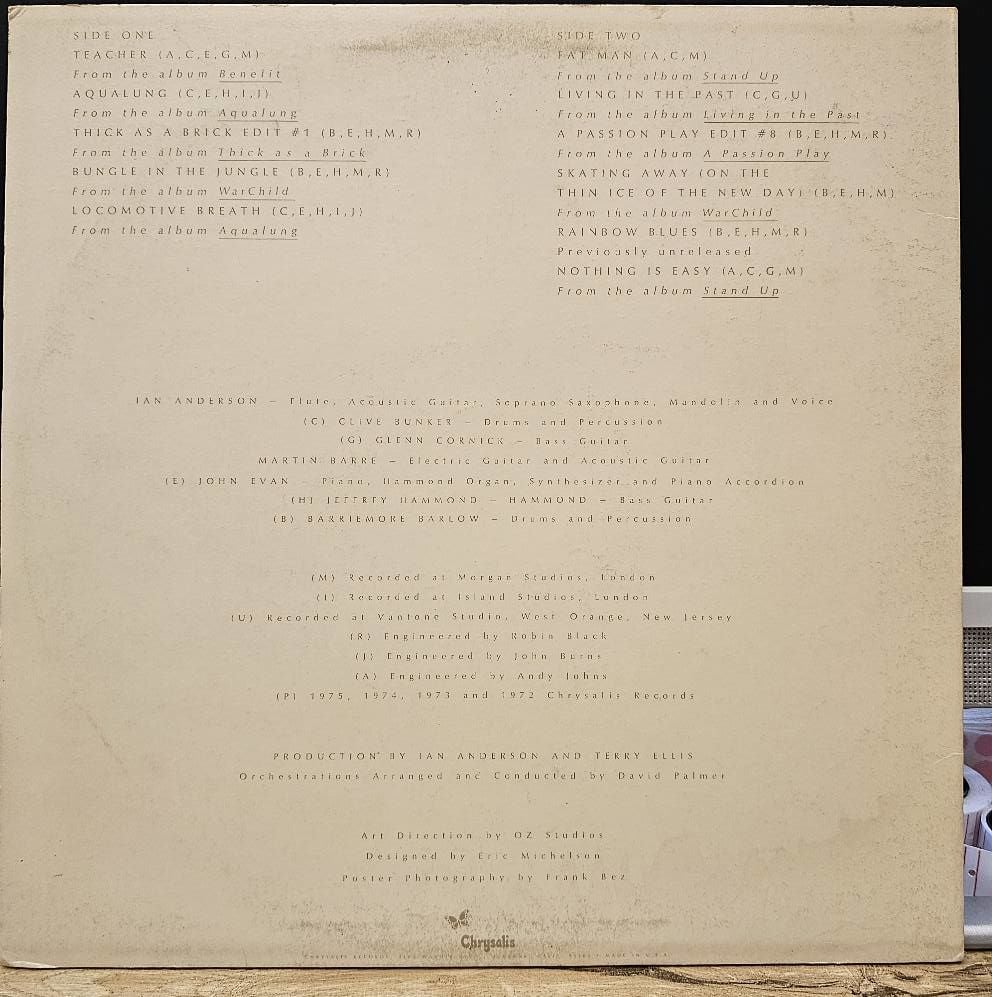 SIDE ONE
TEACHER (A,C,E,G,M)
From the album Benefit
AQUALUNG (C,E,H,I,J)
From the album Aqualung
THICK AS A BRICK EDIT #1 (B,E,H,M,R)
From the album Thick as a Brick
BUNGLE IN THE JUNGLE (B,E,H,M,R)
From the album WarChild
LOCOMOTIVE BREATH (C,E,H,I,J)
From the album Aqualung
SIDE TWO
FAT MAN (A,C,M)
From the album Stand Up
LIVING IN THE PAST (C,G,U)
From the album Living in the Past
A PASSION PLAY EDIT #8 (B,E,H,M,R)
From the album A Passion Play
SKATING AWAY (ON THE
THIN ICE OF THE NEW DAY) (B,E,H,M)
From the album WarChild
RAINBOW BLUES (B,E,H,M,R)
Previously unreleased
NOTHING IS EASY (A,C,G,M)
From the album Stand Up
IAN ANDERSON – Flute, Acoustic Guitar, Soprano Saxophone, Mandolin and Voice
(C) CLIVE BUNKER – Drums and Percussion
(G) GLENN CORNICK – Bass Guitar
MARTIN BARRE – Electric Guitar and Acoustic Guitar
(E) JOHN EVAN – Piano, Hammond Organ, Synthesizer and Piano Accordion
(H) JEFFREY HAMMOND – HAMMOND – Bass Guitar
(B) BARRIEMORE BARLOW – Drums and Percussion
(M) Recorded at Morgan Studios, London
(I) Recorded at Island Studios, London
(U) Recorded at Vantone Studio, West Orange, New Jersey
(R) Engineered by Robin Black
(J) Engineered by John Burns
(A) Engineered by Andy Johns
(P) 1975, 1974, 1973 and 1972 Chrysalis Records
PRODUCTION BY IAN ANDERSON AND TERRY ELLIS
Orchestrations Arranged and Conducted by David Palmer
Art Direction by OZ Studios
Designed by Eric Michelson
Poster Photography by Frank Bez
Chrysalis
CHRYSALIS RECORDS MADE IN U.S.A.